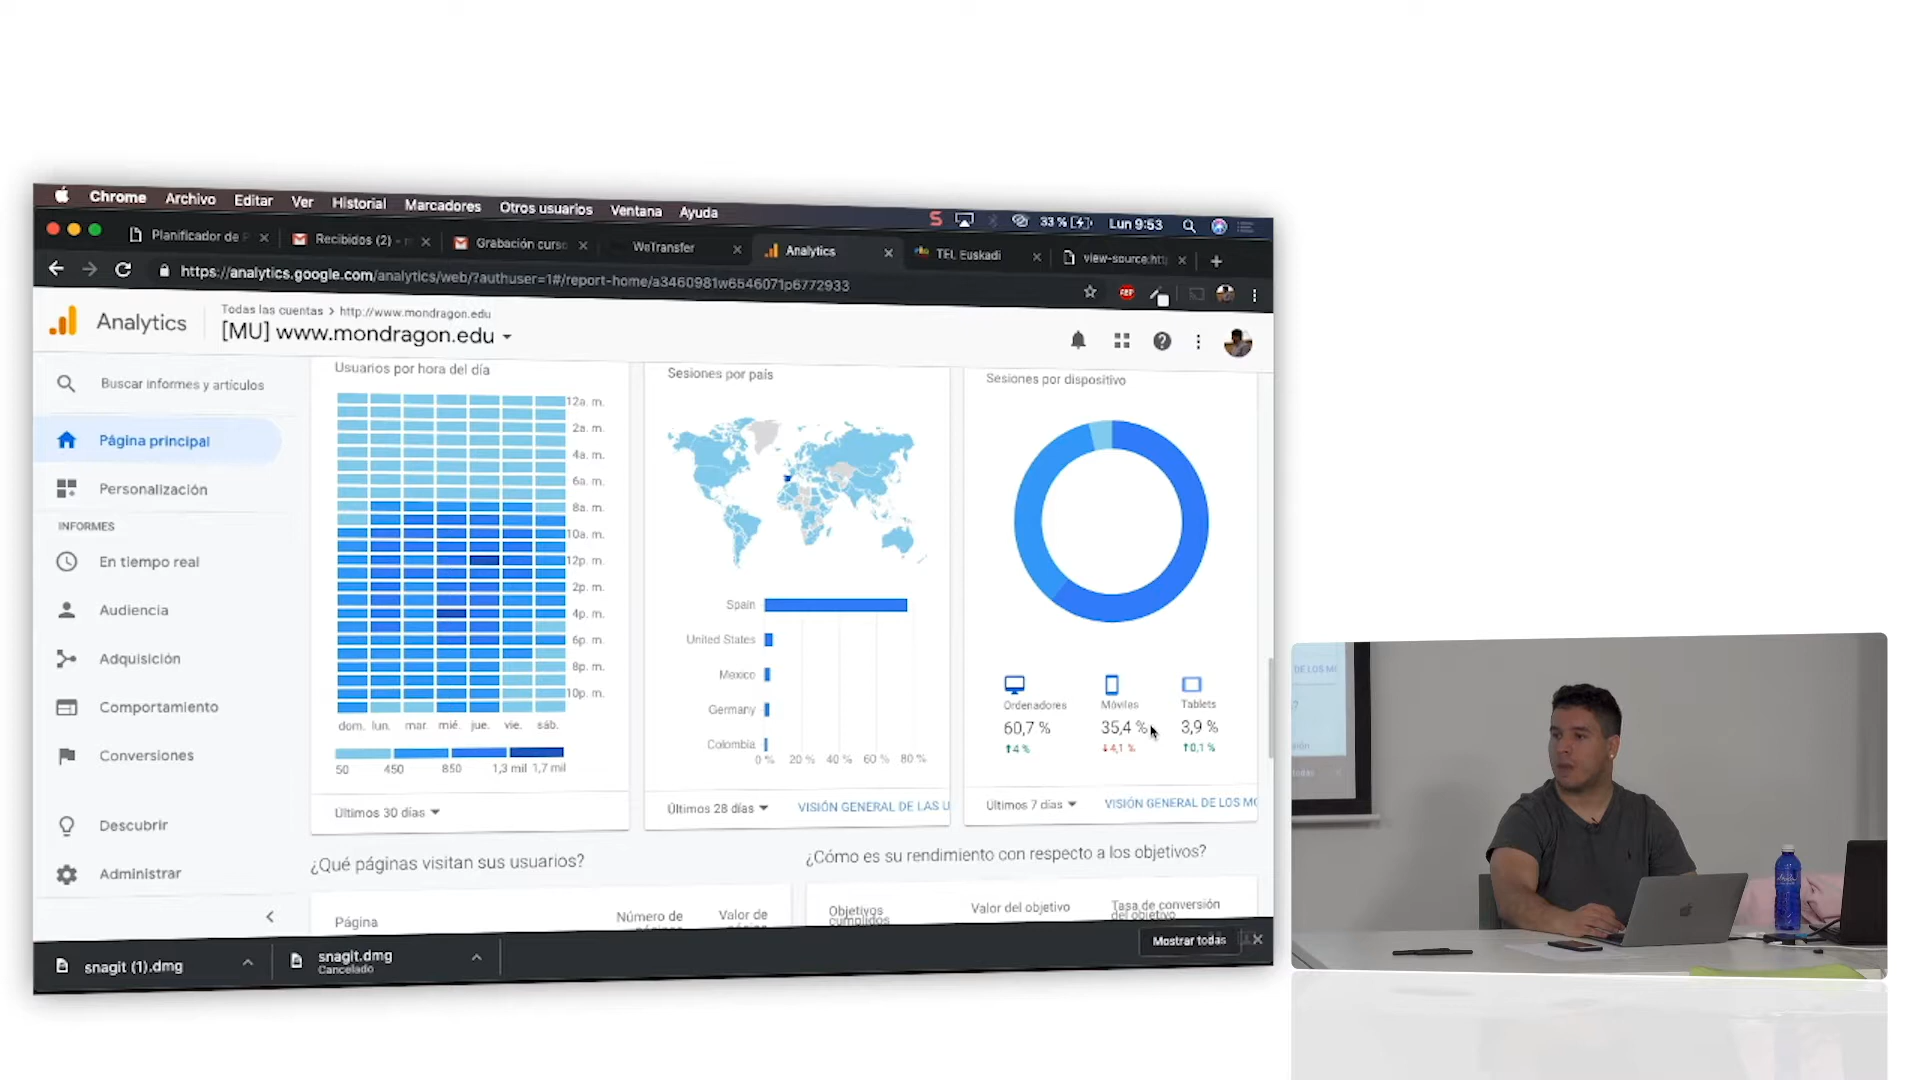 Chrome Archivo Editar Ver Historial Marcadores Otros usuarios Ventana Ayuda
33 % Lun 9:53
Planificador de Recibidos (2) - Grabación curso WeTransfer Analytics TEL Euskadi view-source:htt
https://analytics.google.com/analytics/web/?authuser=1#/report-home/a3460981w6546071p6772933
ABP
Analytics
Todas las cuentas > http://www.mondragon.edu
[MU] www.mondragon.edu
Buscar informes y artículos
Página principal
Personalización
INFORMES
En tiempo real
Audiencia
Adquisición
Comportamiento
Conversiones
Descubrir
Administrar
Usuarios por hora del día
12a. m.
2a. m.
4a. m.
6a. m.
8a. m.
10a. m.
12p. m.
2p. m.
4p. m.
6p. m.
8p. m.
10p. m.
dom. lun. mar. mié. jue. vie. sáb.
50 450 850 1,3 mil 1,7 mil
Últimos 30 días
Sesiones por país
Spain
United States
Mexico
Germany
Colombia
0 % 20 % 40 % 60 % 80 %
Últimos 28 días VISIÓN GENERAL DE LAS U
Sesiones por dispositivo
Ordenadores Móviles Tablets
60,7 % 35,4 % 3,9 %
4 % 4,1 % 0,1 %
Últimos 7 días VISIÓN GENERAL DE LOS MO
¿Qué páginas visitan sus usuarios?
Página Número de Valor de
¿Cómo es su rendimiento con respecto a los objetivos?
Objetivos cumplidos Valor del objetivo Tasa de conversión del objetivo
snagit (1).dmg
snagit.dmg
Cancelado
Mostrar todas
DE LOS MO